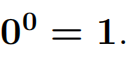 0⁰ = 1.